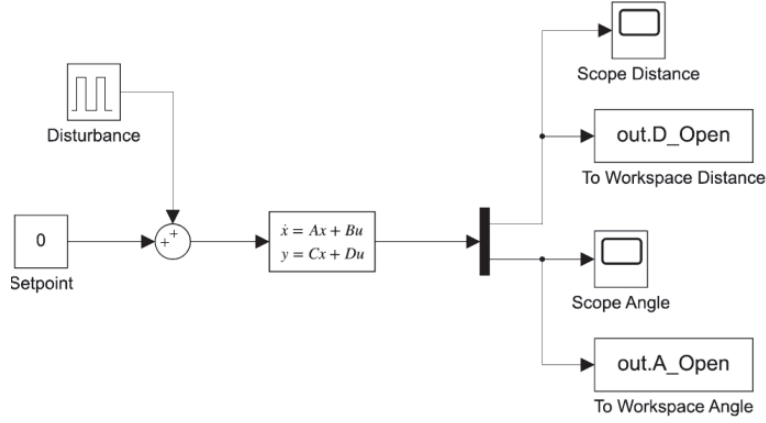 Scope Distance
Disturbance
out.D_Open
To Workspace Distance
0
Setpoint
+
+
ẋ = Ax + Bu
y = Cx + Du
Scope Angle
out.A_Open
To Workspace Angle